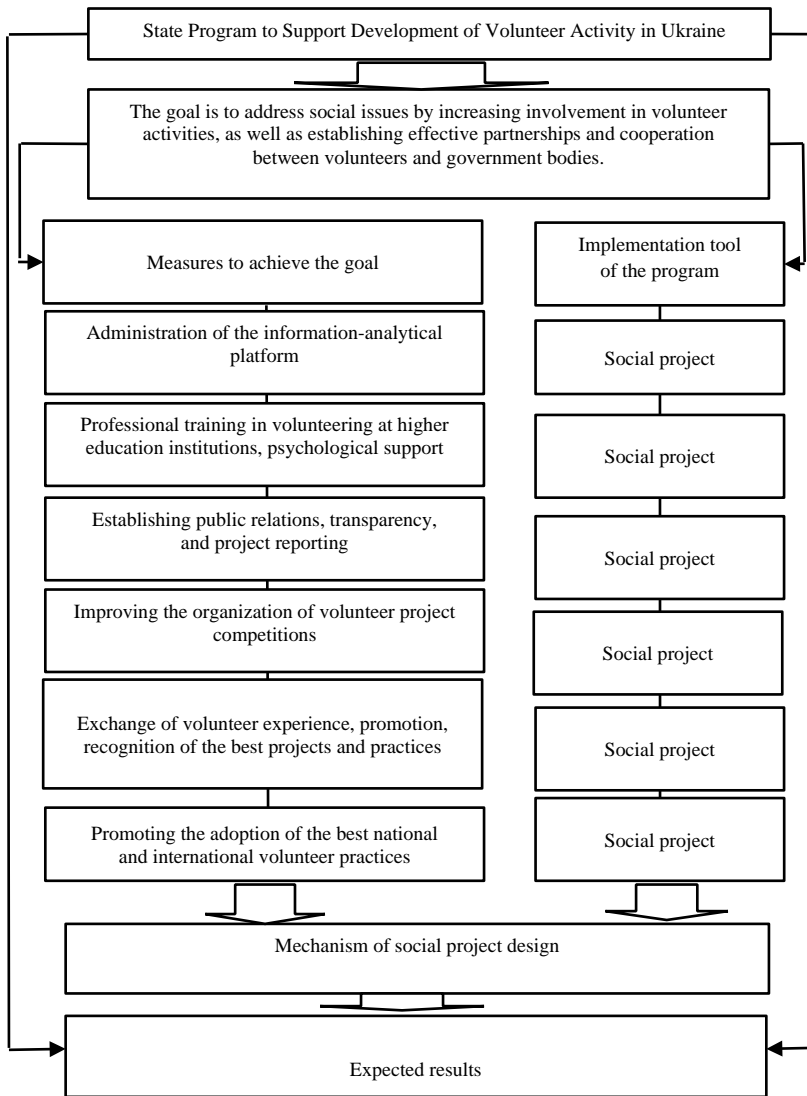 State Program to Support Development of Volunteer Activity in Ukraine
The goal is to address social issues by increasing involvement in volunteer
activities, as well as establishing effective partnerships and cooperation
between volunteers and government bodies.
Measures to achieve the goal
Administration of the information-analytical
platform
Professional training in volunteering at higher
education institutions, psychological support
Establishing public relations, transparency,
and project reporting
Improving the organization of volunteer project
competitions
Exchange of volunteer experience, promotion,
recognition of the best projects and practices
Promoting the adoption of the best national
and international volunteer practices
Implementation tool
of the program
Social project
Social project
Social project
Social project
Social project
Social project
Mechanism of social project design
Expected results